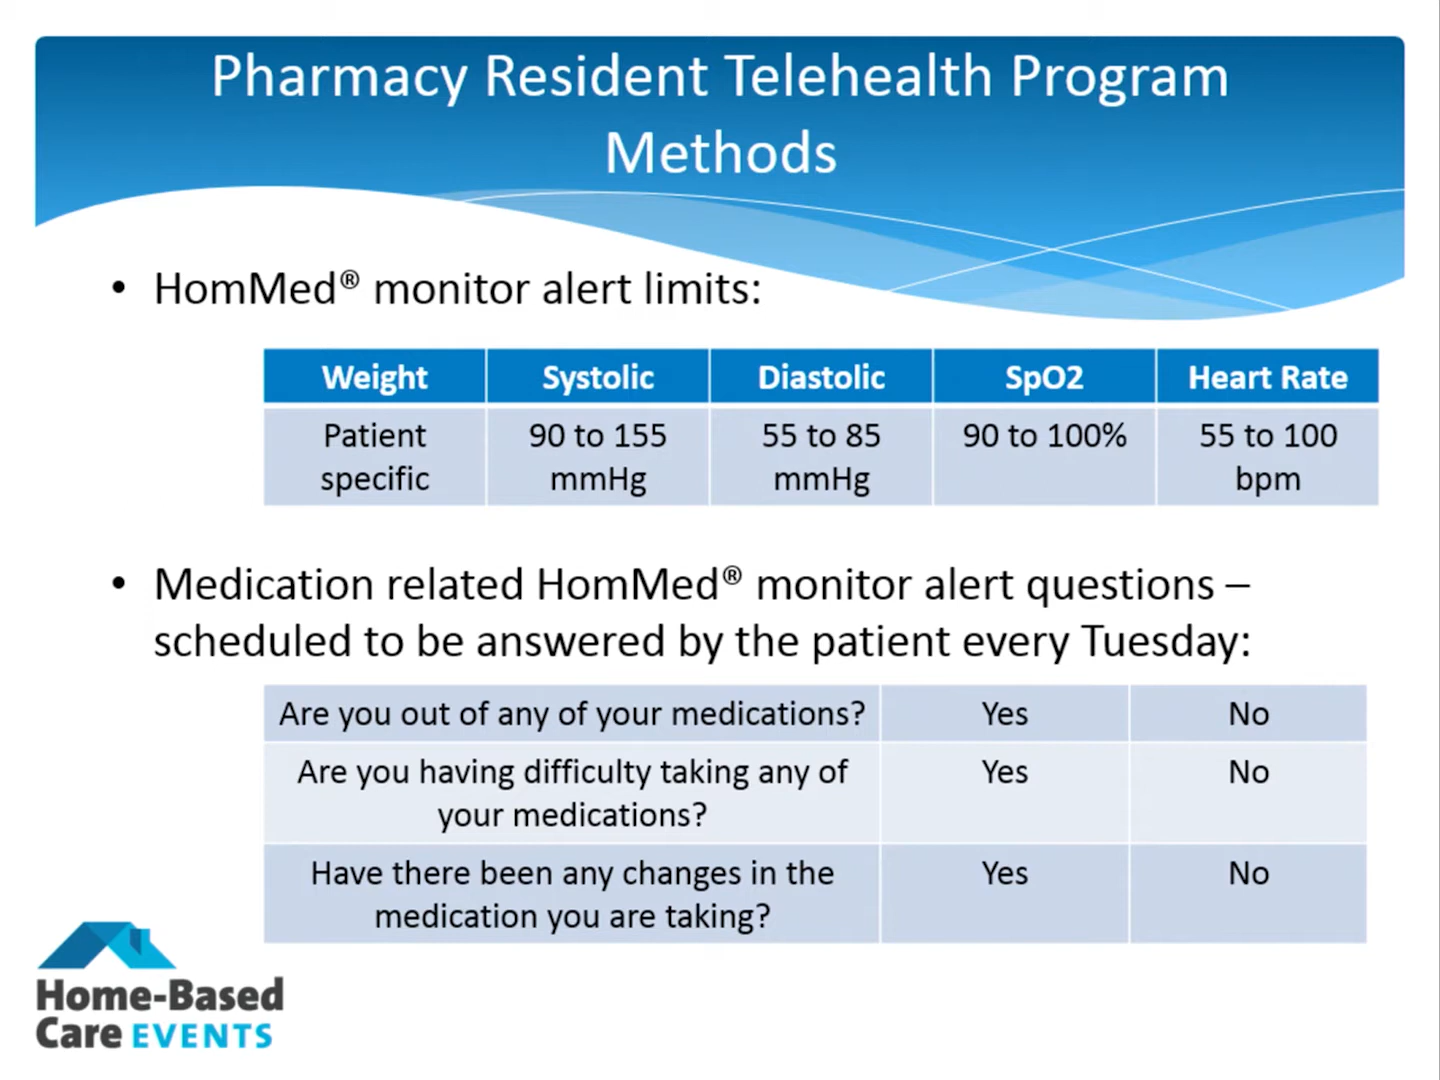 Pharmacy Resident Telehealth Program
Methods
• HomMed® monitor alert limits:
Weight Systolic Diastolic SpO2 Heart Rate
Patient 90 to 155 55 to 85 90 to 100% 55 to 100
specific mmHg mmHg bpm
• Medication related HomMed® monitor alert questions –
scheduled to be answered by the patient every Tuesday:
Are you out of any of your medications? Yes No
Are you having difficulty taking any of Yes No
your medications?
Have there been any changes in the Yes No
medication you are taking?
Home-Based
Care EVENTS